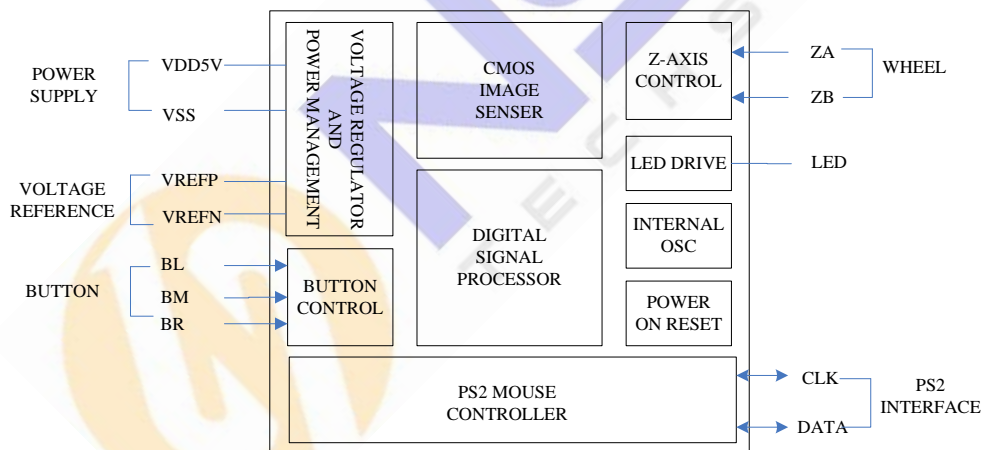 POWER
SUPPLY
VDD5V
VSS
VOLTAGE
REFERENCE
VREFP
VREFN
BUTTON
BL
BM
BR
VOLTAGE REGULATOR
AND
POWER MANAGEMENT
BUTTON
CONTROL
CMOS
IMAGE
SENSER
DIGITAL
SIGNAL
PROCESSOR
Z-AXIS
CONTROL
LED DRIVE
INTERNAL
OSC
POWER
ON RESET
PS2 MOUSE
CONTROLLER
ZA
ZB
WHEEL
LED
CLK
DATA
PS2
INTERFACE